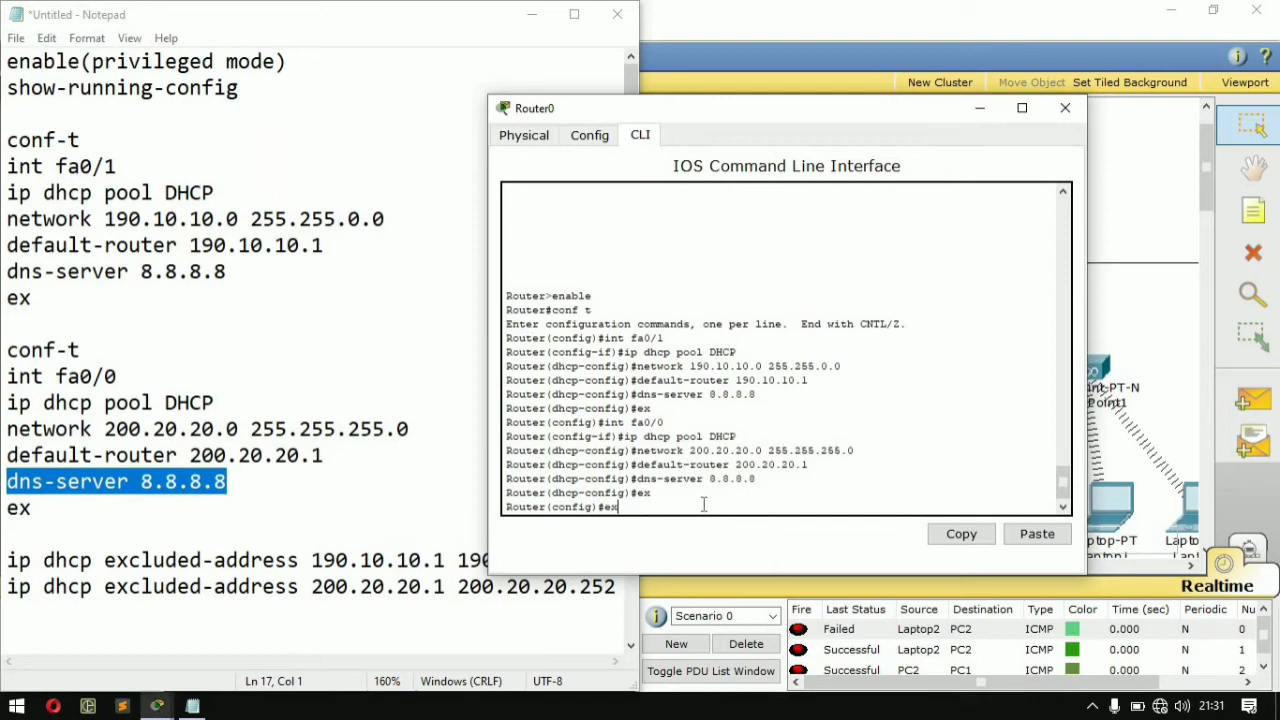 *Untitled - Notepad
File Edit Format View Help
enable(privileged mode)
show-running-config
conf-t
int fa0/1
ip dhcp pool DHCP
network 190.10.10.0 255.255.0.0
default-router 190.10.10.1
dns-server 8.8.8.8
ex
conf-t
int fa0/0
ip dhcp pool DHCP
network 200.20.20.0 255.255.255.0
default-router 200.20.20.1
dns-server 8.8.8.8
ex
ip dhcp excluded-address 190.10.10.1 190
ip dhcp excluded-address 200.20.20.1 200.20.20.252
Ln 17, Col 1 160% Windows (CRLF) UTF-8
New Cluster Move Object Set Tiled Background Viewport
Router0
Physical Config CLI
IOS Command Line Interface
Router>enable
Router#conf t
Enter configuration commands, one per line. End with CNTL/Z.
Router(config)#int fa0/1
Router(config-if)#ip dhcp pool DHCP
Router(dhcp-config)#network 190.10.10.0 255.255.0.0
Router(dhcp-config)#default-router 190.10.10.1
Router(dhcp-config)#dns-server 8.8.8.8
Router(dhcp-config)#ex
Router(config)#int fa0/0
Router(config-if)#ip dhcp pool DHCP
Router(dhcp-config)#network 200.20.20.0 255.255.255.0
Router(dhcp-config)#default-router 200.20.20.1
Router(dhcp-config)#dns-server 8.8.8.8
Router(dhcp-config)#ex
Router(config)#ex
Copy Paste
int-PT-N
Point1
ptop-PT Lapto
Realtime
Scenario 0
New Delete
Toggle PDU List Window
Fire Last Status Source Destination Type Color Time (sec) Periodic Nu
Failed Laptop2 PC2 ICMP 0.000 N 0
Successful Laptop2 PC2 ICMP 0.000 N 1
Successful PC2 PC1 ICMP 0.000 N 2
21:31